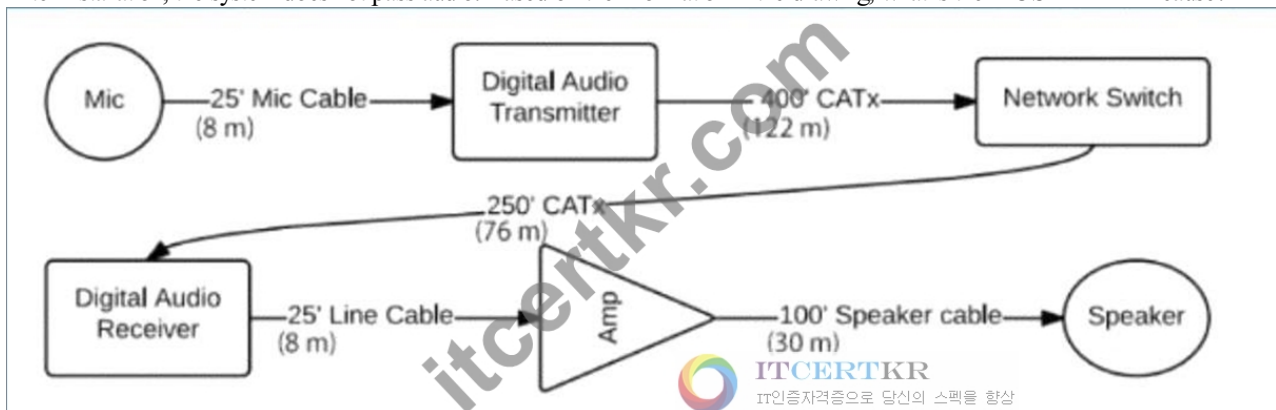 Mic
25' Mic Cable
(8 m)
Digital Audio
Transmitter
400' CATx
(122 m)
Network Switch
250' CATx
(76 m)
Digital Audio
Receiver
25' Line Cable
(8 m)
Amp
100' Speaker cable
(30 m)
Speaker
itcertkr.com
ITCERTKR
IT인증자격증으로 당신의 스펙을 향상